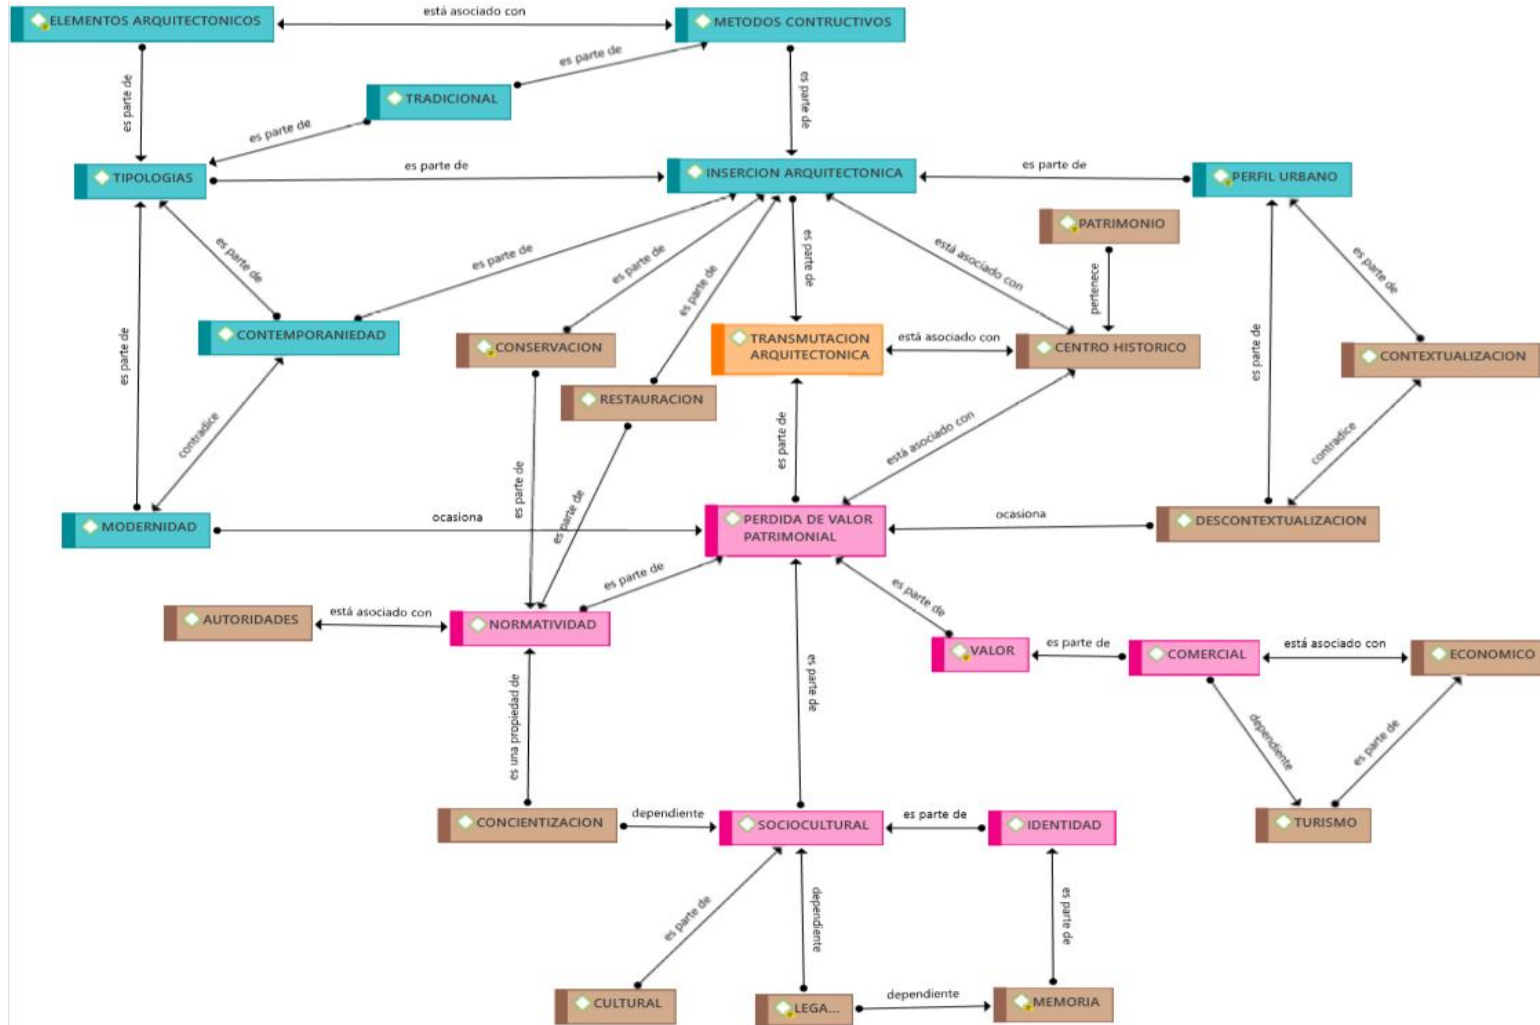 ELEMENTOS ARQUITECTONICOS
está asociado con
METODOS CONTRUCTIVOS
es parte de
es parte de
es parte de
TRADICIONAL
es parte de
TIPOLOGIAS
es parte de
INSERCION ARQUITECTONICA
es parte de
PERFIL URBANO
PATRIMONIO
es parte de
es parte de
es parte de
es parte de
es parte de
está asociado con
pertenece
es parte de
es parte de
es parte de
CONTEMPORANIEDAD
CONSERVACION
TRANSMUTACION
ARQUITECTONICA
está asociado con
CENTRO HISTORICO
CONTEXTUALIZACION
RESTAURACION
contradice
es parte de
está asociado con
contradice
es parte de
es parte de
MODERNIDAD
ocasiona
PERDIDA DE VALOR
PATRIMONIAL
ocasiona
DESCONTEXTUALIZACION
es parte de
es parte de
AUTORIDADES
está asociado con
NORMATIVIDAD
VALOR
es parte de
COMERCIAL
está asociado con
ECONOMICO
es una propiedad de
es parte de
dependiente
es parte de
CONCIENTIZACION
dependiente
SOCIOCULTURAL
es parte de
IDENTIDAD
TURISMO
es parte de
dependiente
es parte de
CULTURAL
LEGA...
dependiente
MEMORIA